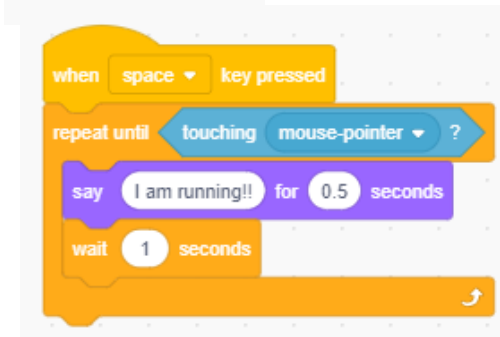 when space key pressed
repeat until touching mouse-pointer ?
say I am running!! for 0.5 seconds
wait 1 seconds